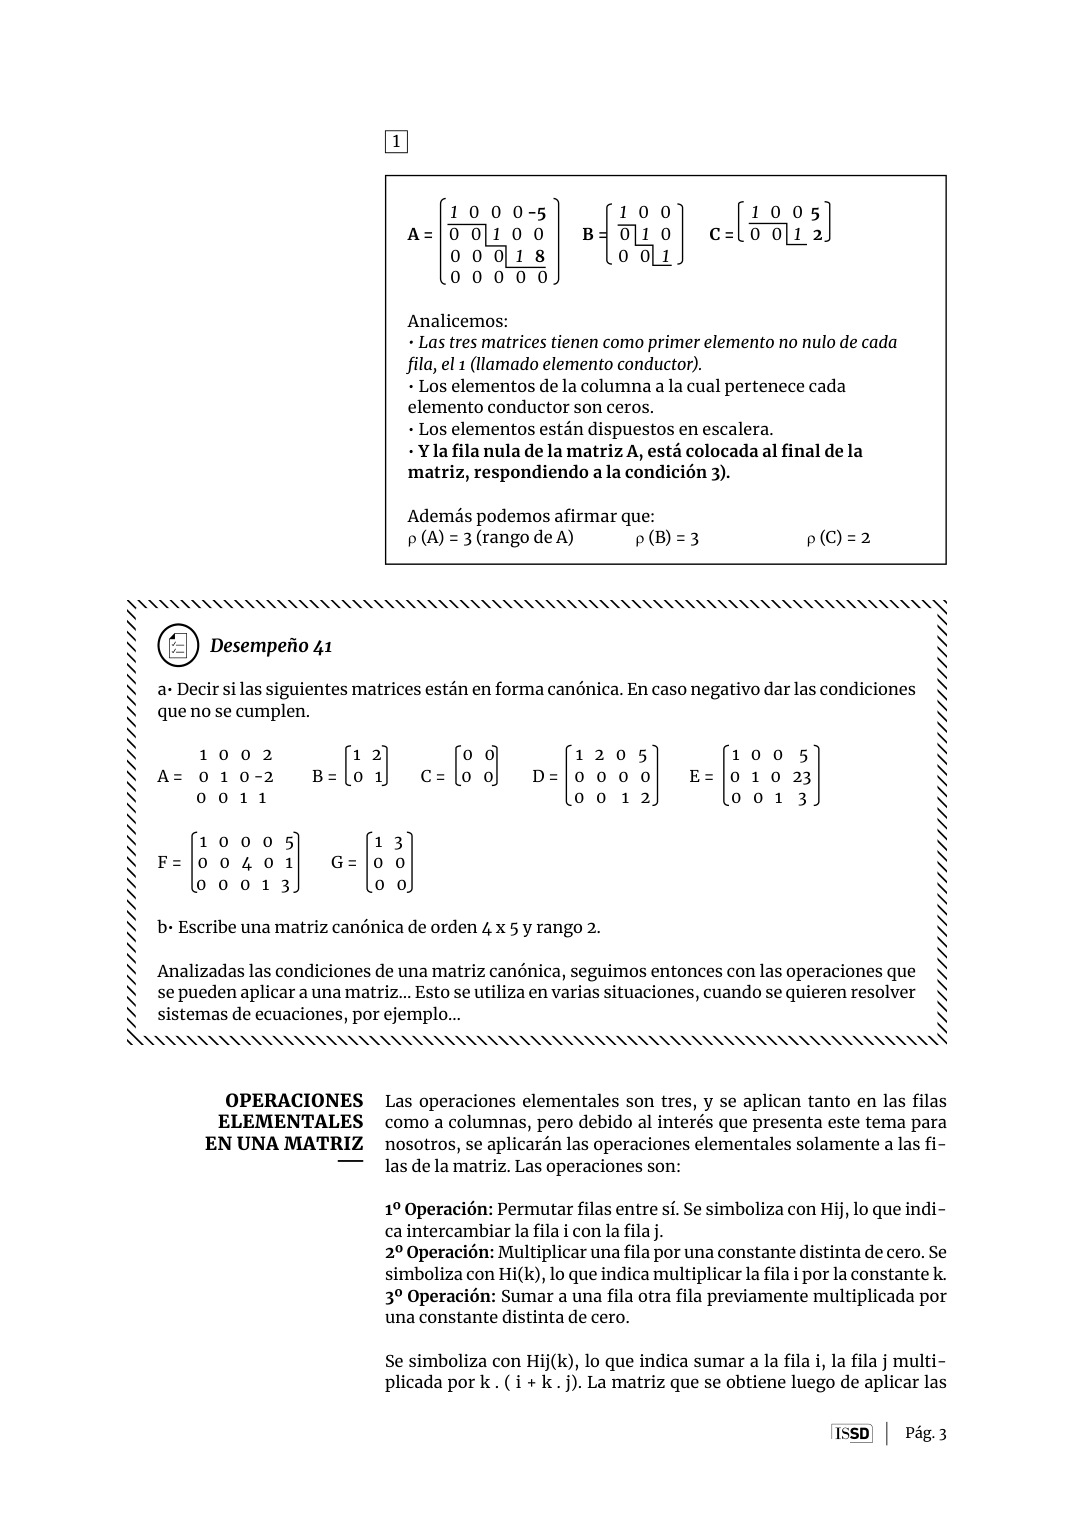 1
A = 1 0 0 0 -5 B = 1 0 0 C = 1 0 0 5
0 0 1 0 0 0 1 0 0 0 1 2
0 0 0 1 8 0 0 1
0 0 0 0 0
Analicemos:
• Las tres matrices tienen como primer elemento no nulo de cada
fila, el 1 (llamado elemento conductor).
• Los elementos de la columna a la cual pertenece cada
elemento conductor son ceros.
• Los elementos están dispuestos en escalera.
• Y la fila nula de la matriz A, está colocada al final de la
matriz, respondiendo a la condición 3).
Además podemos afirmar que:
ρ (A) = 3 (rango de A) ρ (B) = 3 ρ (C) = 2
Desempeño 41
a• Decir si las siguientes matrices están en forma canónica. En caso negativo dar las condiciones
que no se cumplen.
1 0 0 2 1 2 0 0 1 2 0 5 1 0 0 5
A = 0 1 0 -2 B = 0 1 C = 0 0 D = 0 0 0 0 E = 0 1 0 23
0 0 1 1 0 0 1 2 0 0 1 3
1 0 0 0 5 1 3
F = 0 0 4 0 1 G = 0 0
0 0 0 1 3 0 0
b• Escribe una matriz canónica de orden 4 x 5 y rango 2.
Analizadas las condiciones de una matriz canónica, seguimos entonces con las operaciones que
se pueden aplicar a una matriz... Esto se utiliza en varias situaciones, cuando se quieren resolver
sistemas de ecuaciones, por ejemplo...
OPERACIONES
ELEMENTALES
EN UNA MATRIZ
Las operaciones elementales son tres, y se aplican tanto en las filas
como a columnas, pero debido al interés que presenta este tema para
nosotros, se aplicarán las operaciones elementales solamente a las fi-
las de la matriz. Las operaciones son:
1º Operación: Permutar filas entre sí. Se simboliza con Hij, lo que indi-
ca intercambiar la fila i con la fila j.
2º Operación: Multiplicar una fila por una constante distinta de cero. Se
simboliza con Hi(k), lo que indica multiplicar la fila i por la constante k.
3º Operación: Sumar a una fila otra fila previamente multiplicada por
una constante distinta de cero.
Se simboliza con Hij(k), lo que indica sumar a la fila i, la fila j multi-
plicada por k . ( i + k . j). La matriz que se obtiene luego de aplicar las
ISSD Pág. 3